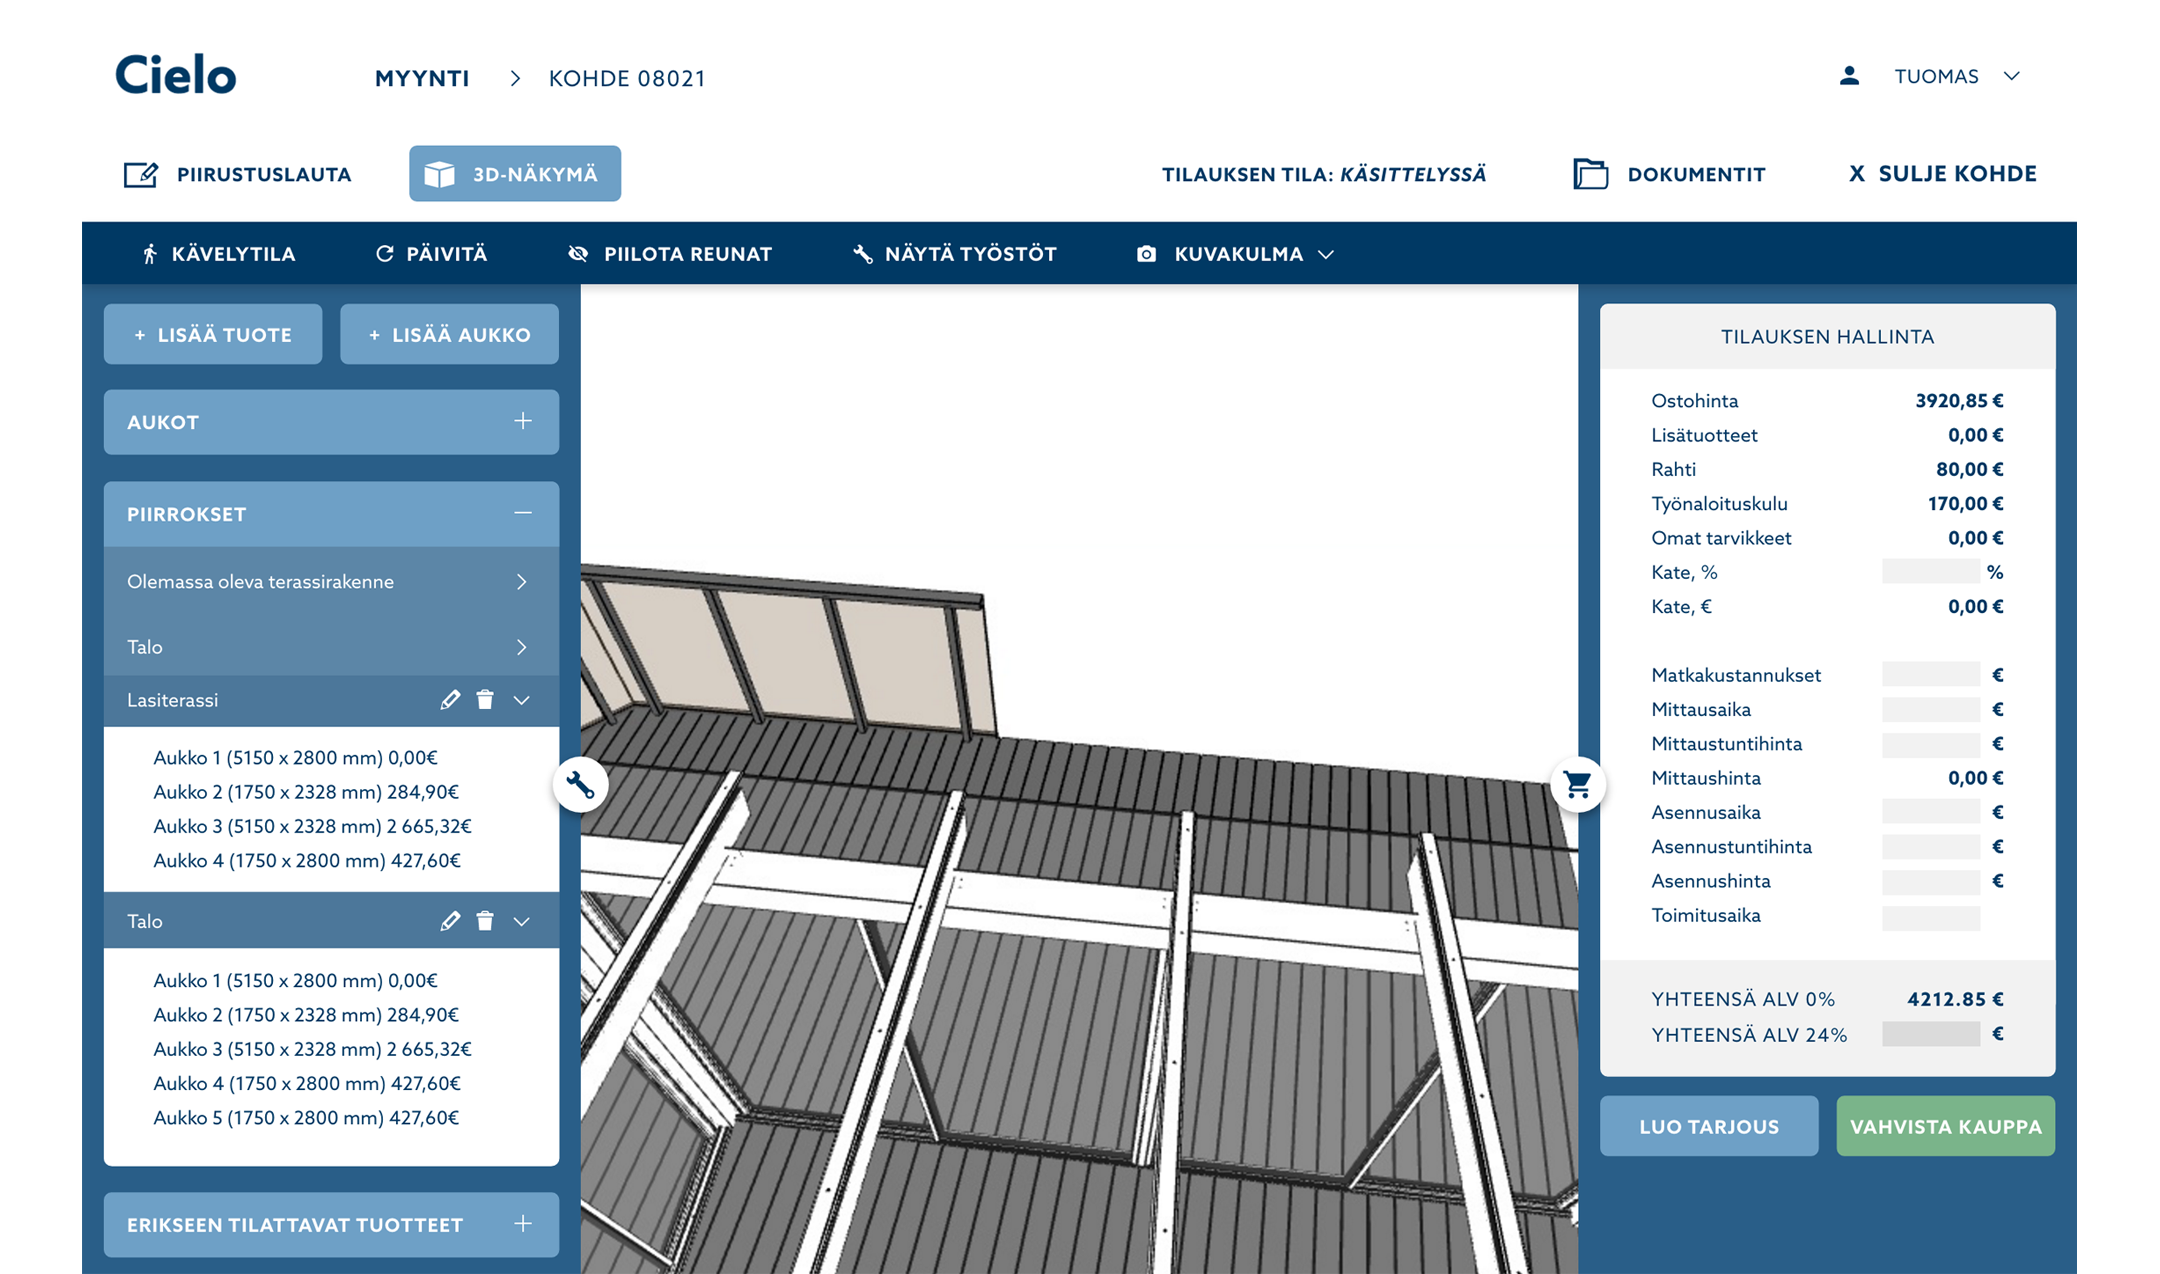 Cielo
MYYNTI > KOHDE 08021
TUOMAS
PIIRUSTUSLAUTA
3D-NÄKYMÄ
TILAUKSEN TILA: KÄSITTELYSSÄ
DOKUMENTIT
X SULJE KOHDE
KÄVELYTILA
PÄIVITÄ
PIILOTA REUNAT
NÄYTÄ TYÖSTÖT
KUVAKULMA
+ LISÄÄ TUOTE
+ LISÄÄ AUKKO
AUKOT
PIIRROKSET
Olemassa oleva terassirakenne
Talo
Lasiterassi
Aukko 1 (5150 x 2800 mm) 0,00€
Aukko 2 (1750 x 2328 mm) 284,90€
Aukko 3 (5150 x 2328 mm) 2 665,32€
Aukko 4 (1750 x 2800 mm) 427,60€
Talo
Aukko 1 (5150 x 2800 mm) 0,00€
Aukko 2 (1750 x 2328 mm) 284,90€
Aukko 3 (5150 x 2328 mm) 2 665,32€
Aukko 4 (1750 x 2800 mm) 427,60€
Aukko 5 (1750 x 2800 mm) 427,60€
ERIKSEEN TILATTAVAT TUOTTEET
TILAUKSEN HALLINTA
Ostohinta 3920,85 €
Lisätuotteet 0,00 €
Rahti 80,00 €
Työnaloituskulu 170,00 €
Omat tarvikkeet 0,00 €
Kate, % %
Kate, € 0,00 €
Matkakustannukset €
Mittausaika €
Mittaustuntihinta €
Mittaushinta 0,00 €
Asennusaika €
Asennustuntihinta €
Asennushinta €
Toimitusaika
YHTEENSÄ ALV 0% 4212.85 €
YHTEENSÄ ALV 24% €
LUO TARJOUS
VAHVISTA KAUPPA